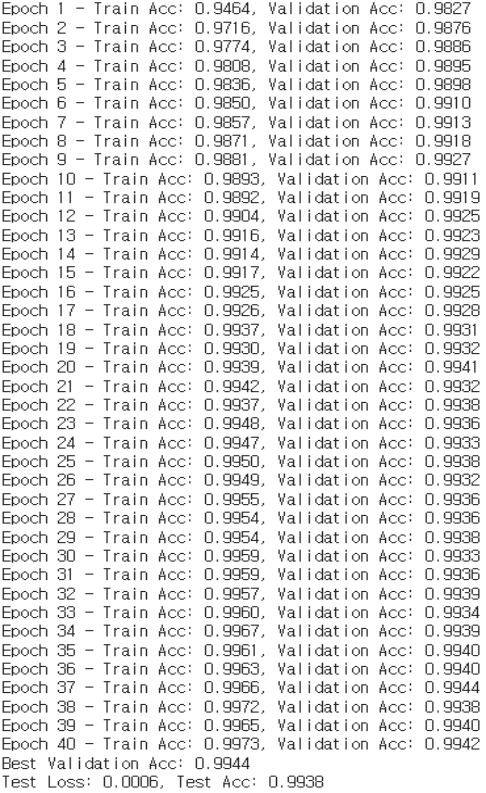 Epoch 1 - Train Acc: 0.9464, Validation Acc: 0.9827
Epoch 2 - Train Acc: 0.9716, Validation Acc: 0.9876
Epoch 3 - Train Acc: 0.9774, Validation Acc: 0.9886
Epoch 4 - Train Acc: 0.9808, Validation Acc: 0.9895
Epoch 5 - Train Acc: 0.9836, Validation Acc: 0.9898
Epoch 6 - Train Acc: 0.9850, Validation Acc: 0.9910
Epoch 7 - Train Acc: 0.9857, Validation Acc: 0.9913
Epoch 8 - Train Acc: 0.9871, Validation Acc: 0.9918
Epoch 9 - Train Acc: 0.9881, Validation Acc: 0.9927
Epoch 10 - Train Acc: 0.9893, Validation Acc: 0.9911
Epoch 11 - Train Acc: 0.9892, Validation Acc: 0.9919
Epoch 12 - Train Acc: 0.9904, Validation Acc: 0.9925
Epoch 13 - Train Acc: 0.9916, Validation Acc: 0.9923
Epoch 14 - Train Acc: 0.9914, Validation Acc: 0.9929
Epoch 15 - Train Acc: 0.9917, Validation Acc: 0.9922
Epoch 16 - Train Acc: 0.9925, Validation Acc: 0.9925
Epoch 17 - Train Acc: 0.9926, Validation Acc: 0.9928
Epoch 18 - Train Acc: 0.9937, Validation Acc: 0.9931
Epoch 19 - Train Acc: 0.9930, Validation Acc: 0.9932
Epoch 20 - Train Acc: 0.9939, Validation Acc: 0.9941
Epoch 21 - Train Acc: 0.9942, Validation Acc: 0.9932
Epoch 22 - Train Acc: 0.9937, Validation Acc: 0.9938
Epoch 23 - Train Acc: 0.9948, Validation Acc: 0.9936
Epoch 24 - Train Acc: 0.9947, Validation Acc: 0.9933
Epoch 25 - Train Acc: 0.9950, Validation Acc: 0.9938
Epoch 26 - Train Acc: 0.9949, Validation Acc: 0.9932
Epoch 27 - Train Acc: 0.9955, Validation Acc: 0.9936
Epoch 28 - Train Acc: 0.9954, Validation Acc: 0.9936
Epoch 29 - Train Acc: 0.9954, Validation Acc: 0.9938
Epoch 30 - Train Acc: 0.9959, Validation Acc: 0.9933
Epoch 31 - Train Acc: 0.9959, Validation Acc: 0.9936
Epoch 32 - Train Acc: 0.9957, Validation Acc: 0.9939
Epoch 33 - Train Acc: 0.9960, Validation Acc: 0.9934
Epoch 34 - Train Acc: 0.9967, Validation Acc: 0.9939
Epoch 35 - Train Acc: 0.9961, Validation Acc: 0.9940
Epoch 36 - Train Acc: 0.9963, Validation Acc: 0.9940
Epoch 37 - Train Acc: 0.9966, Validation Acc: 0.9944
Epoch 38 - Train Acc: 0.9972, Validation Acc: 0.9938
Epoch 39 - Train Acc: 0.9965, Validation Acc: 0.9940
Epoch 40 - Train Acc: 0.9973, Validation Acc: 0.9942
Best Validation Acc: 0.9944
Test Loss: 0.0006, Test Acc: 0.9938